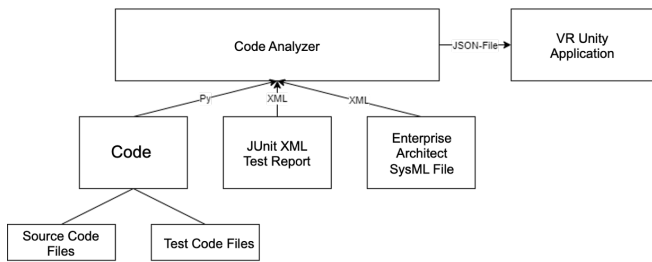 Code Analyzer
JSON-File
VR Unity
Application
Py
XML
XML
Code
JUnit XML
Test Report
Enterprise
Architect
SysML File
Source Code
Files
Test Code Files